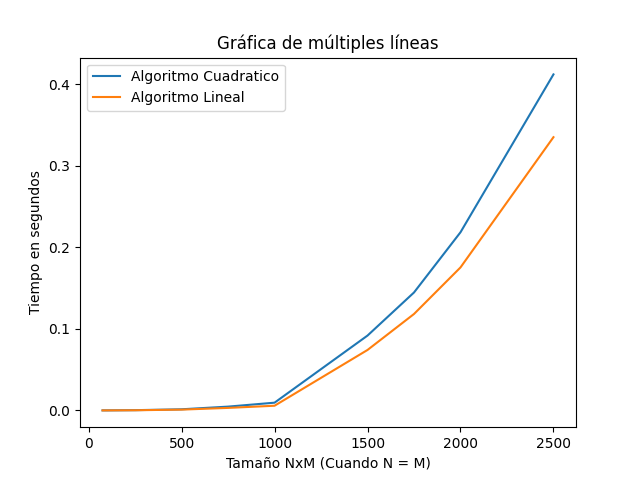 Gráfica de múltiples líneas
Algoritmo Cuadratico
Algoritmo Lineal
Tiempo en segundos
0.4
0.3
0.2
0.1
0.0
0
500
1000
1500
2000
2500
Tamaño NxM (Cuando N = M)